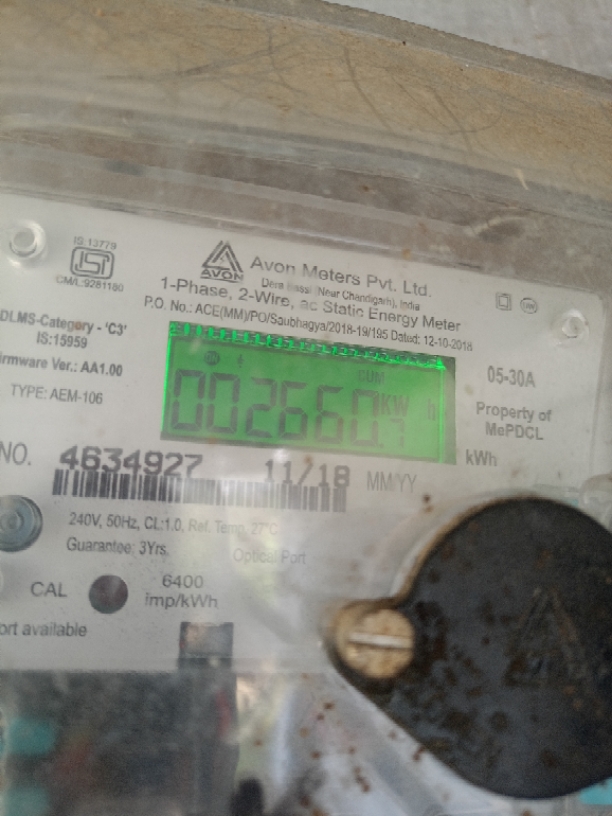 IS:13779
ISI
CM/L:9281180
AVON
Avon Meters Pvt. Ltd.
Dera Bassi (Near Chandigarh), India
1-Phase, 2-Wire, ac Static Energy Meter
P.O. No.: ACE(MM)/PO/Saubhagya/2018-19/195 Dated: 12-10-2018
DLMS-Category - 'C3'
IS:15959
irmware Ver.: AA1.00
TYPE: AEM-106
CUM
002660.7 KW h
05-30A
Property of
MePDCL
kWh
NO. 4634927 11/18 MM/YY
240V, 50Hz, CL:1.0, Ref. Temp. 27°C
Guarantee: 3Yrs.
Optical Port
CAL
6400
imp/kWh
ort available